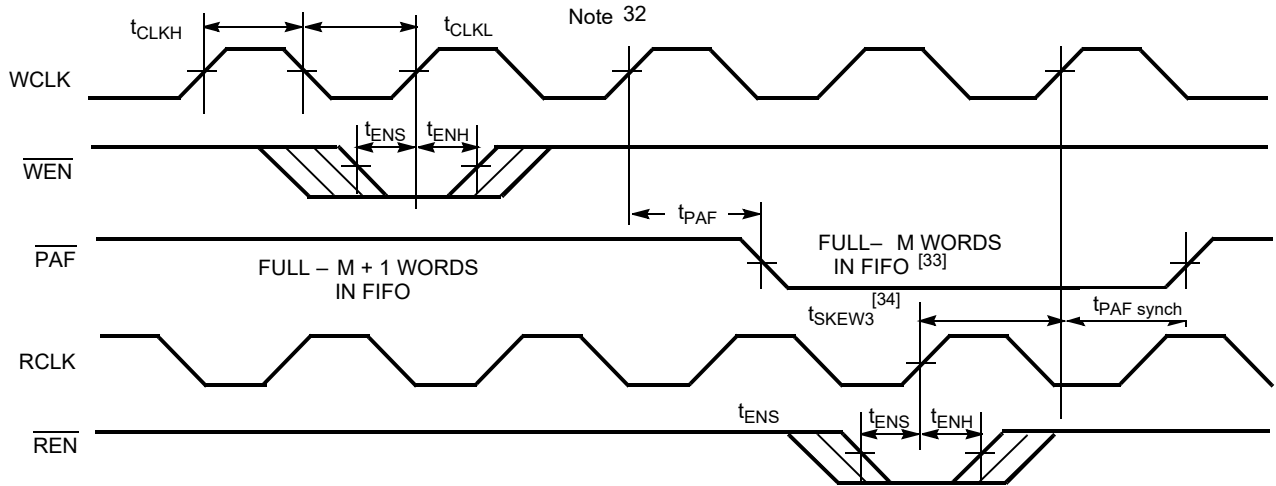 Note 32
tCLKH
tCLKL
WCLK
tENS
tENH
WEN
tPAF
PAF
FULL – M + 1 WORDS
IN FIFO
FULL– M WORDS
IN FIFO [33]
tSKEW3 [34]
tPAF synch
RCLK
tENS
tENS
tENH
REN